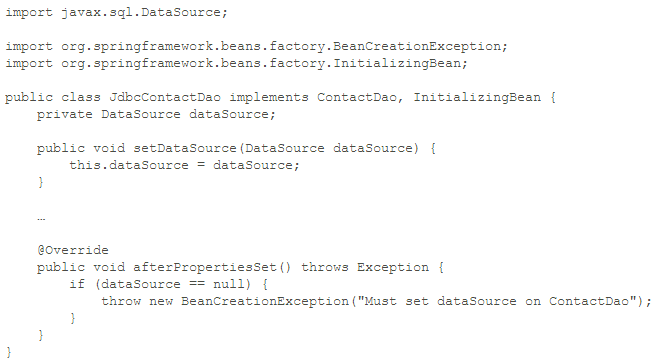 import javax.sql.DataSource;
import org.springframework.beans.factory.BeanCreationException;
import org.springframework.beans.factory.InitializingBean;
public class JdbcContactDao implements ContactDao, InitializingBean {
    private DataSource dataSource;
    public void setDataSource(DataSource dataSource) {
        this.dataSource = dataSource;
    }
    …
    @Override
    public void afterPropertiesSet() throws Exception {
        if (dataSource == null) {
            throw new BeanCreationException("Must set dataSource on ContactDao");
        }
    }
}